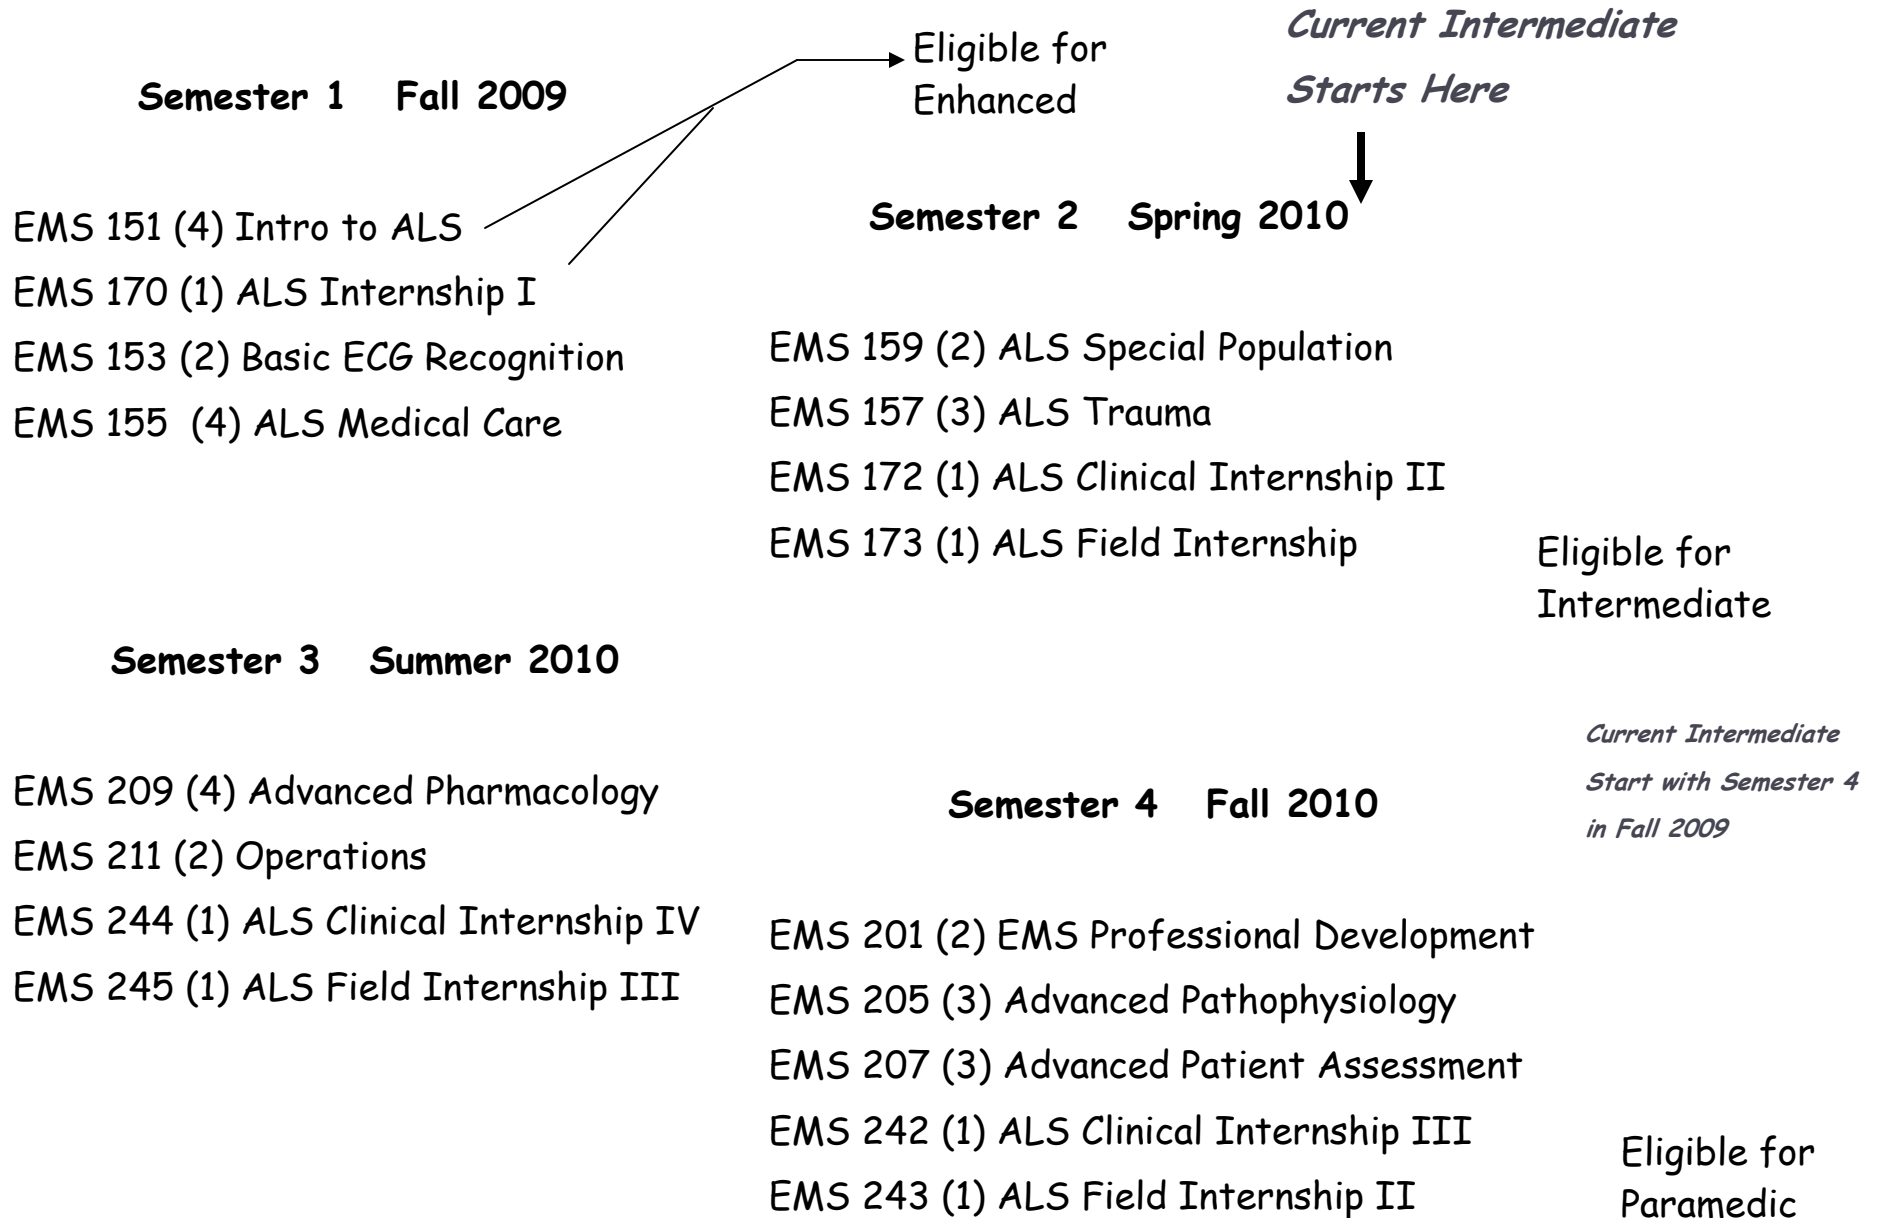 Semester 1 Fall 2009
EMS 151 (4) Intro to ALS
EMS 170 (1) ALS Internship I
EMS 153 (2) Basic ECG Recognition
EMS 155 (4) ALS Medical Care
Eligible for
Enhanced
Current Intermediate
Starts Here
Semester 2 Spring 2010
EMS 159 (2) ALS Special Population
EMS 157 (3) ALS Trauma
EMS 172 (1) ALS Clinical Internship II
EMS 173 (1) ALS Field Internship
Eligible for
Intermediate
Semester 3 Summer 2010
EMS 209 (4) Advanced Pharmacology
EMS 211 (2) Operations
EMS 244 (1) ALS Clinical Internship IV
EMS 245 (1) ALS Field Internship III
Current Intermediate
Start with Semester 4
in Fall 2009
Semester 4 Fall 2010
EMS 201 (2) EMS Professional Development
EMS 205 (3) Advanced Pathophysiology
EMS 207 (3) Advanced Patient Assessment
EMS 242 (1) ALS Clinical Internship III
EMS 243 (1) ALS Field Internship II
Eligible for
Paramedic